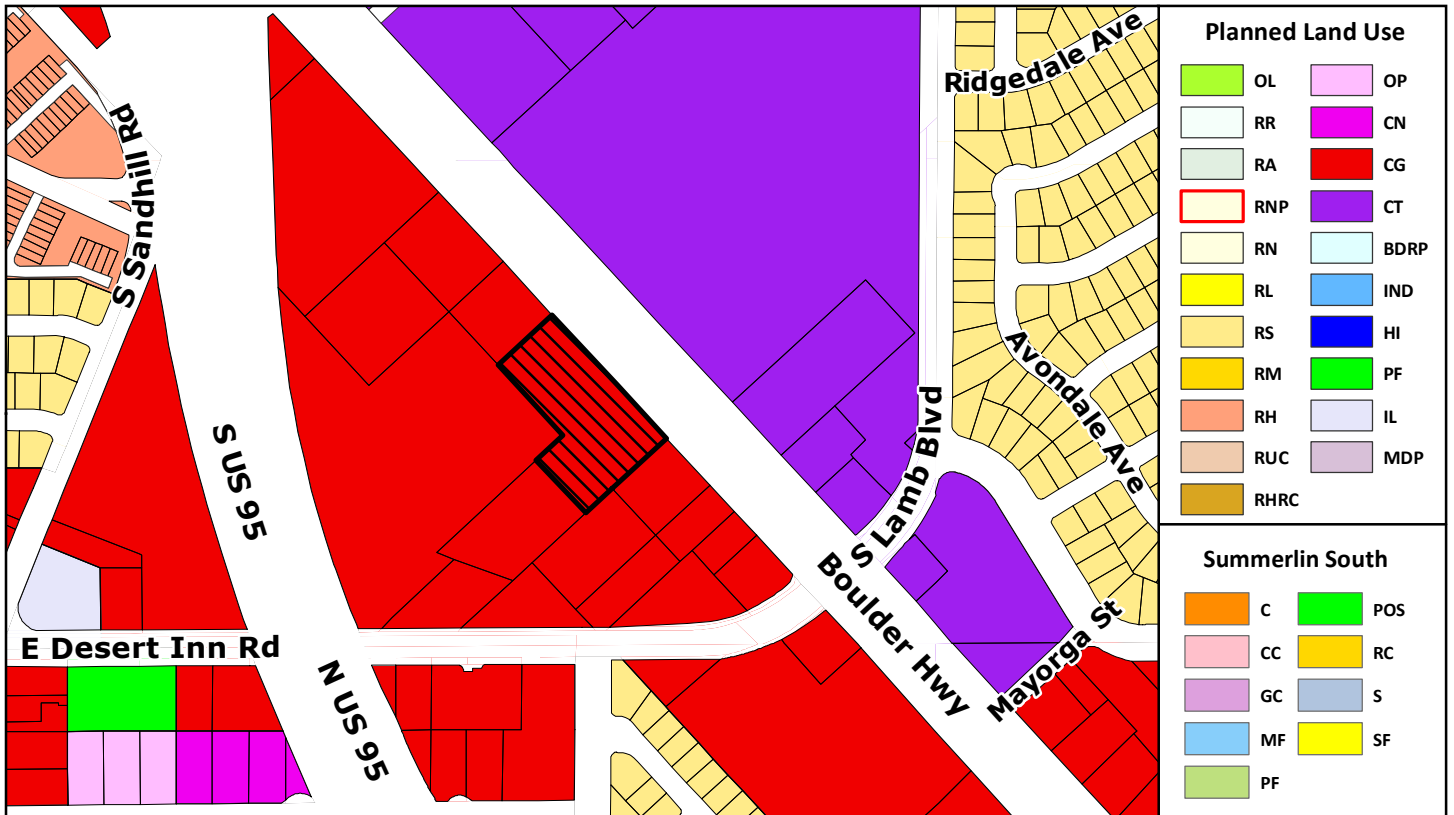 Ridgedale Ave
S Sandhill Rd
Avondale Ave
S US 95
S Lamb Blvd
Boulder Hwy
E Desert Inn Rd
Mayorga St
N US 95
Planned Land Use
OL OP
RR CN
RA CG
RNP CT
RN BDRP
RL IND
RS HI
RM PF
RH IL
RUC MDP
RHRC
Summerlin South
C POS
CC RC
GC S
MF SF
PF